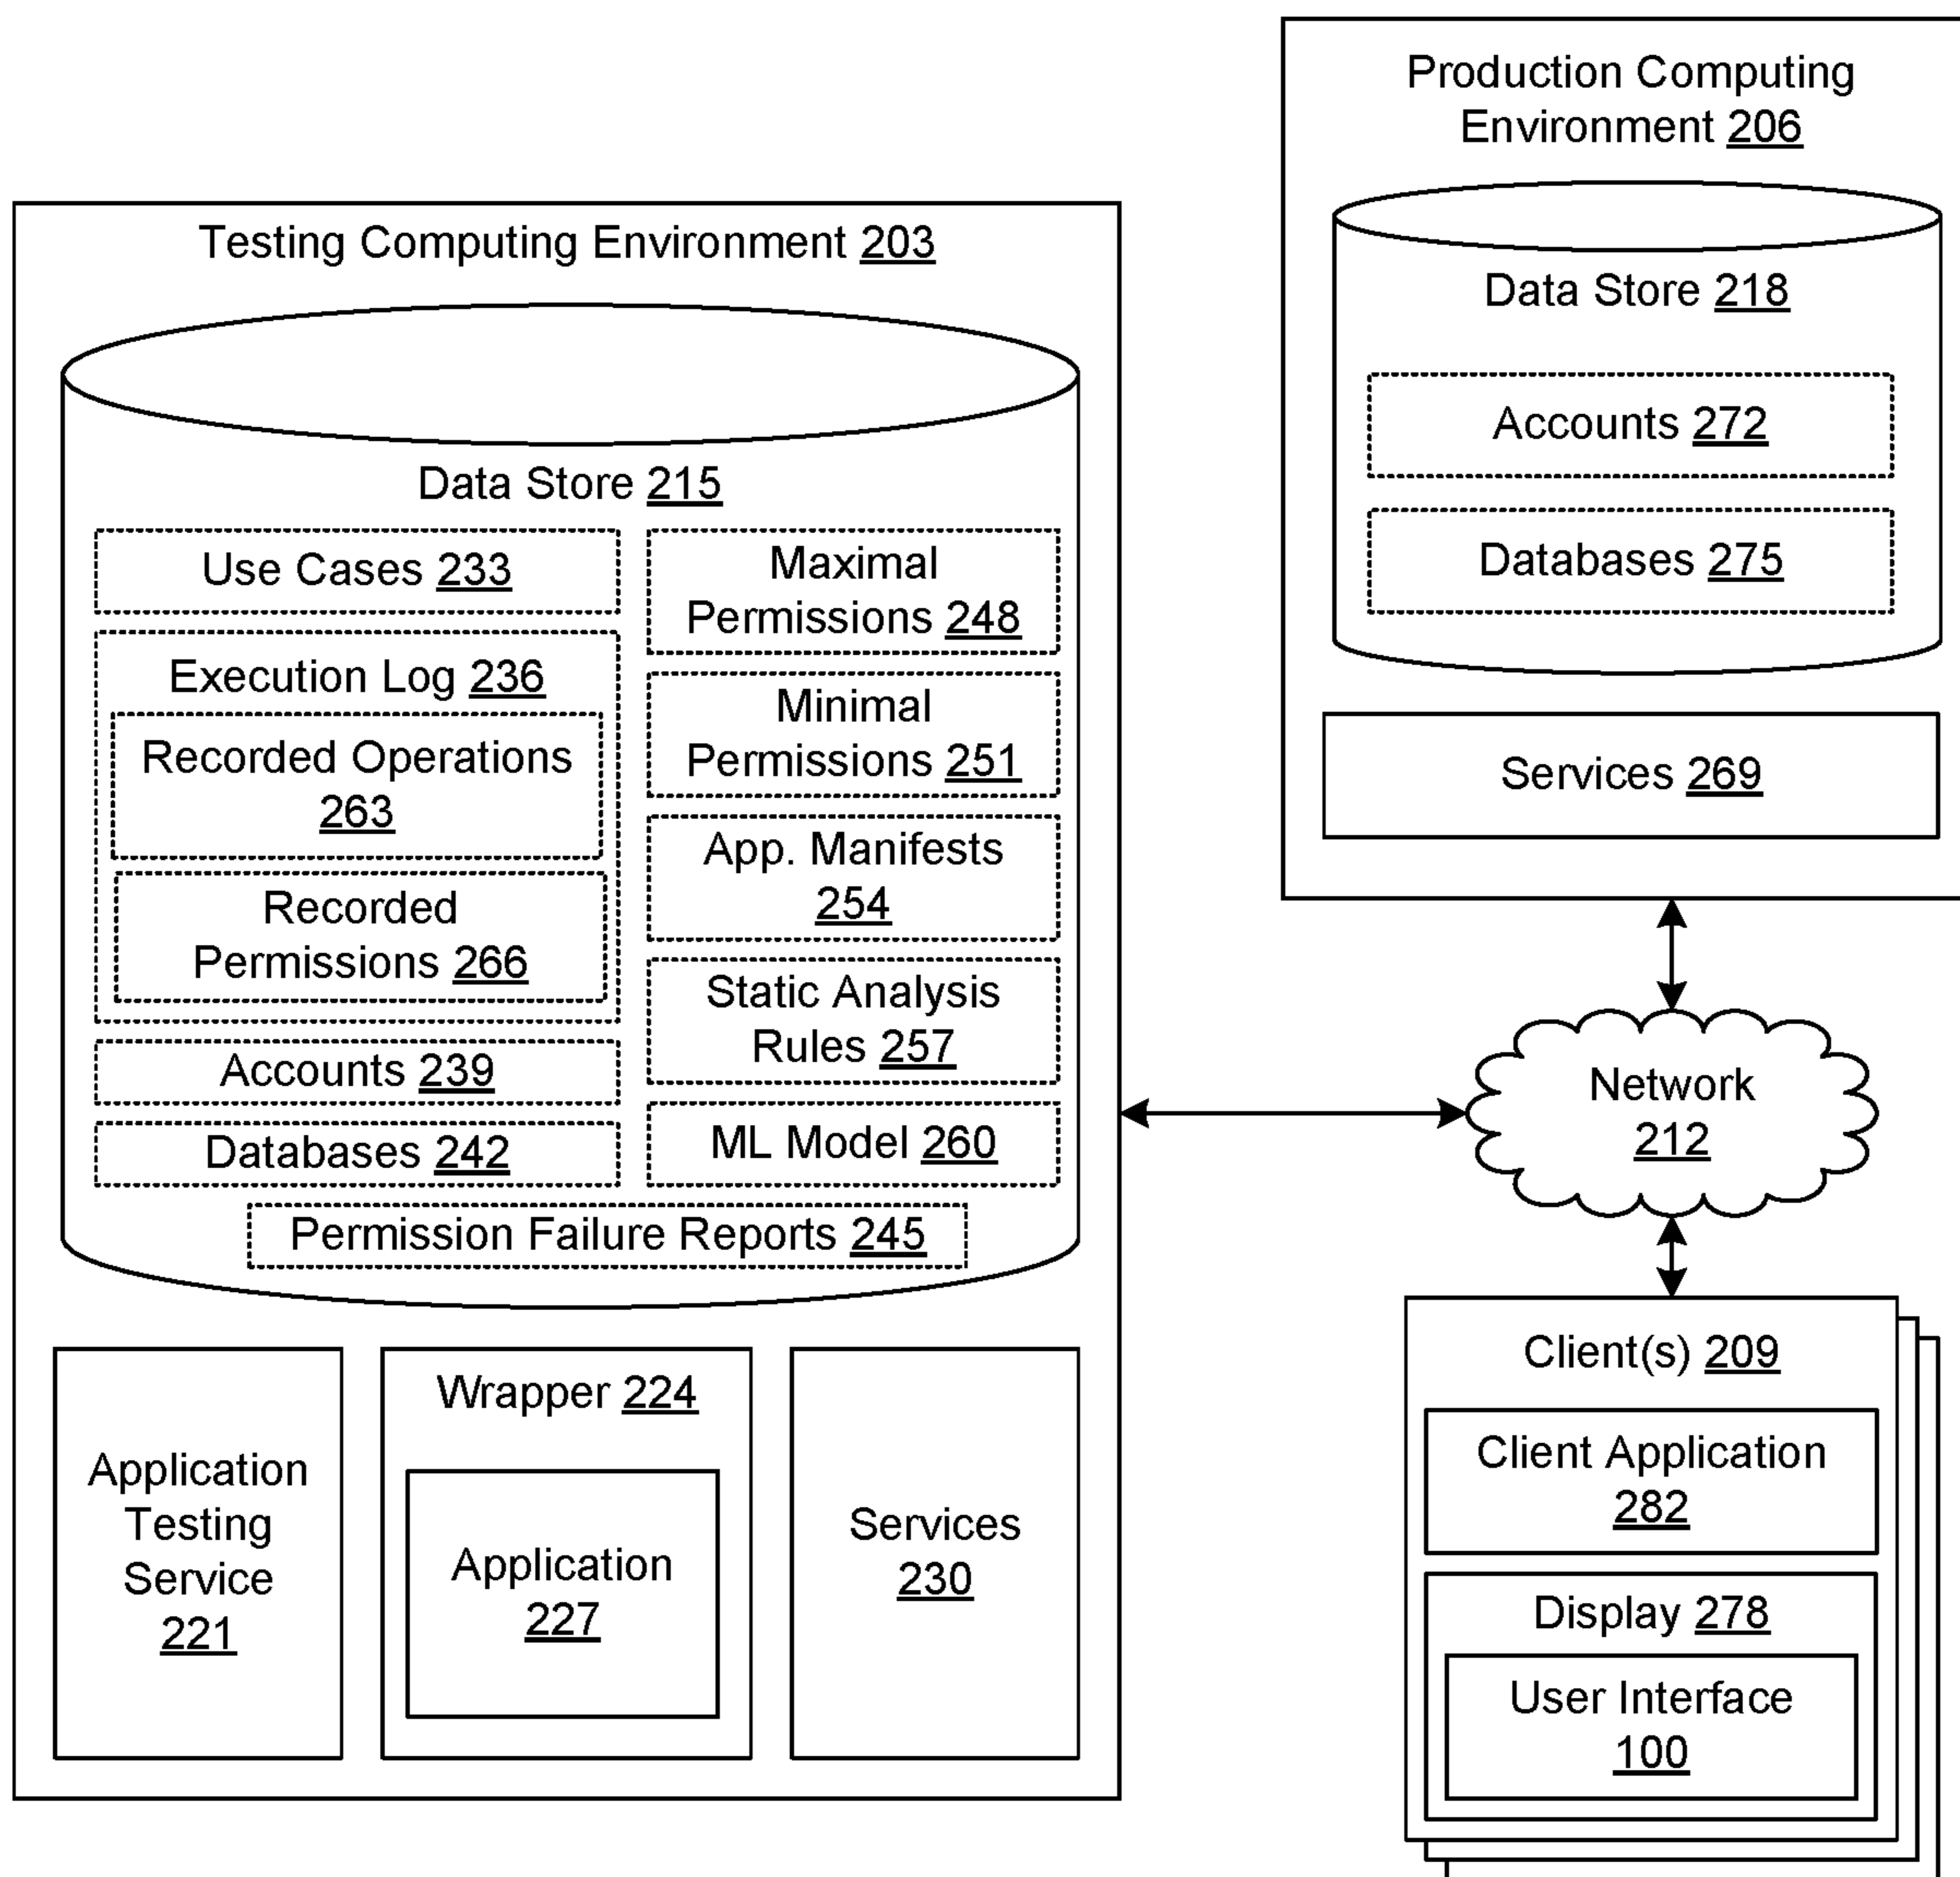 Production Computing
Environment 206
Data Store 218
Accounts 272
Databases 275
Services 269
Testing Computing Environment 203
Data Store 215
Use Cases 233
Execution Log 236
Recorded Operations
263
Recorded
Permissions 266
Accounts 239
Databases 242
Maximal
Permissions 248
Minimal
Permissions 251
App. Manifests
254
Static Analysis
Rules 257
ML Model 260
Permission Failure Reports 245
Application
Testing
Service
221
Wrapper 224
Application
227
Services
230
Network
212
Client(s) 209
Client Application
282
Display 278
User Interface
100